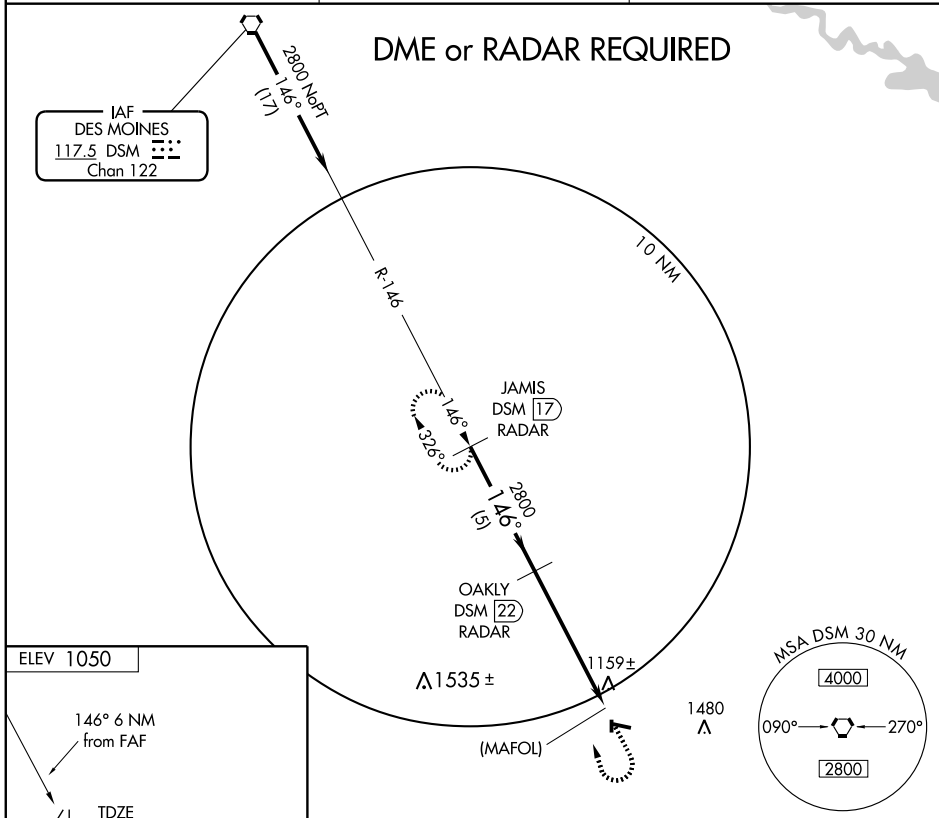 DME or RADAR REQUIRED
2800 NoPT
146°
(17)
IAF
DES MOINES
117.5 DSM
Chan 122
10 NM
R-146
JAMIS
DSM 17
RADAR
146°
326°
2800
146°
(5)
OAKLY
DSM 22
RADAR
MSA DSM 30 NM
4000
090°
270°
2800
ELEV 1050
1535 ±
1159 ±
1480
(MAFOL)
146° 6 NM
from FAF
TDZE